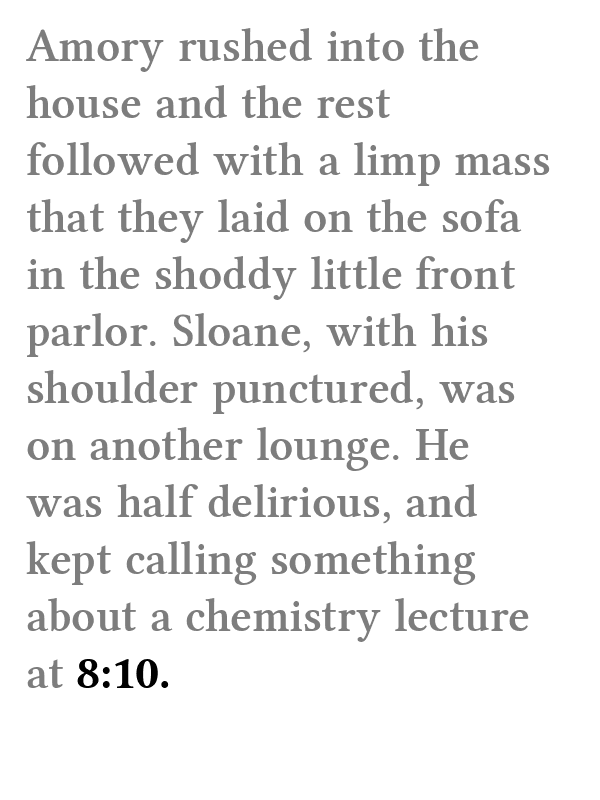 Amory rushed into the
house and the rest
followed with a limp mass
that they laid on the sofa
in the shoddy little front
parlor. Sloane, with his
shoulder punctured, was
on another lounge. He
was half delirious, and
kept calling something
about a chemistry lecture
at 8:10.